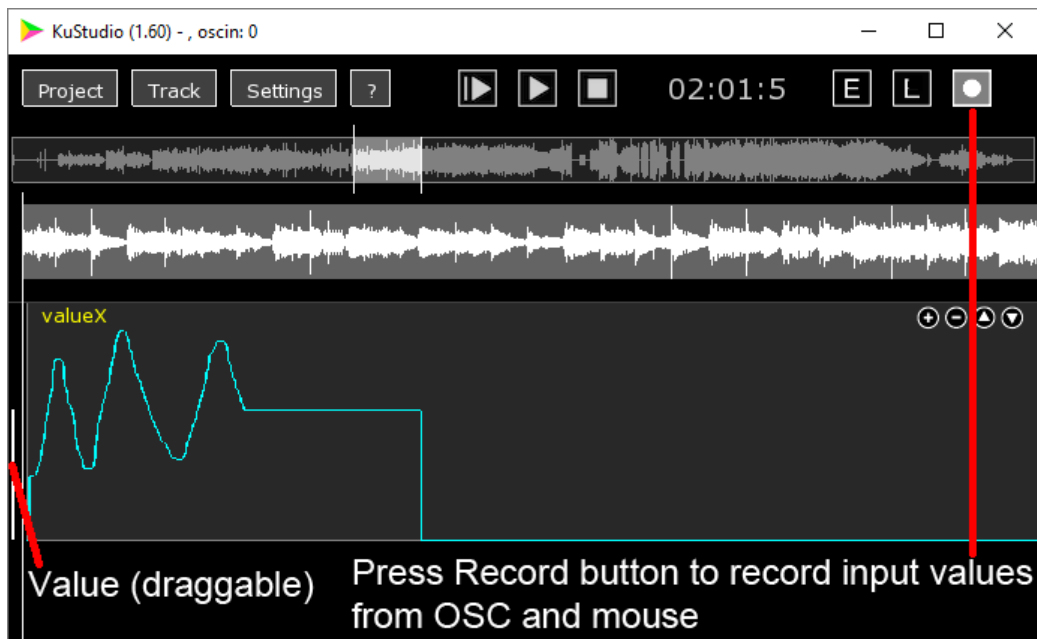 KuStudio (1.60) - , oscin: 0
Project Track Settings ? 02:01:5 E L
valueX
Value (draggable)
Press Record button to record input values
from OSC and mouse